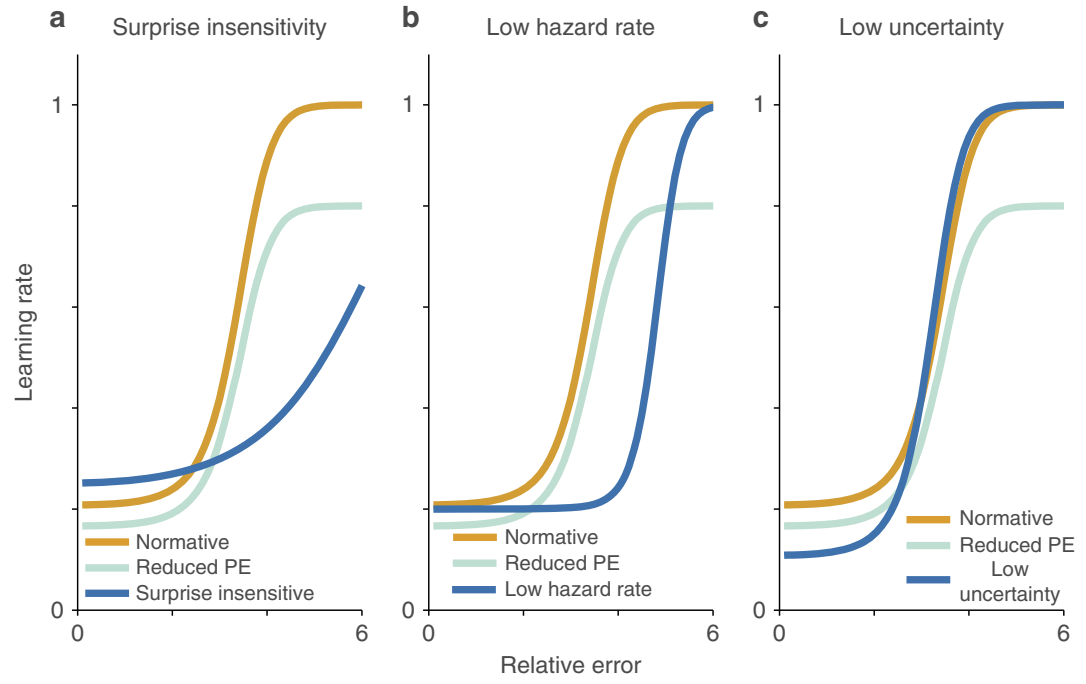 a Surprise insensitivity
b Low hazard rate
c Low uncertainty
Learning rate
1
0
0
6
Normative
Reduced PE
Surprise insensitive
1
0
0
6
Normative
Reduced PE
Low hazard rate
1
0
0
6
Normative
Reduced PE
Low
uncertainty
Relative error